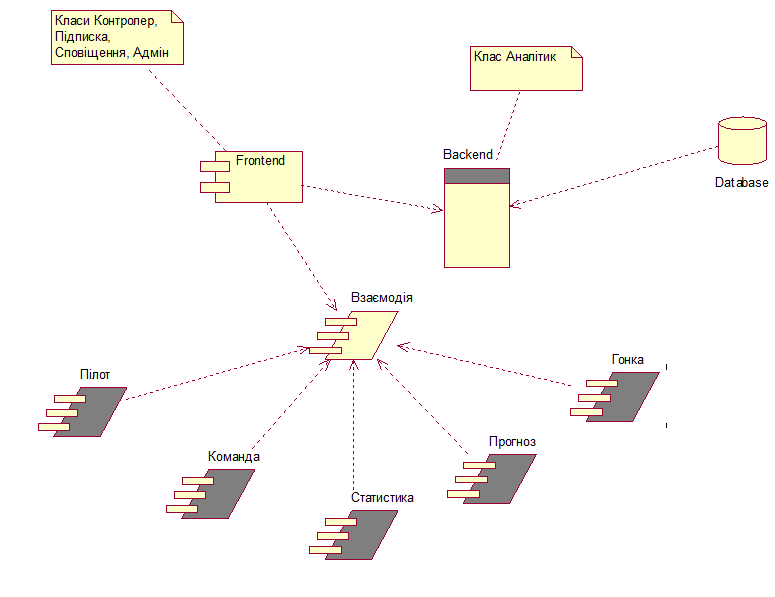 Класи Контролер,
Підписка,
Сповіщення, Адмін
Клас Аналітик
Frontend
Backend
Database
Взаємодія
Пілот
Команда
Статистика
Прогноз
Гонка